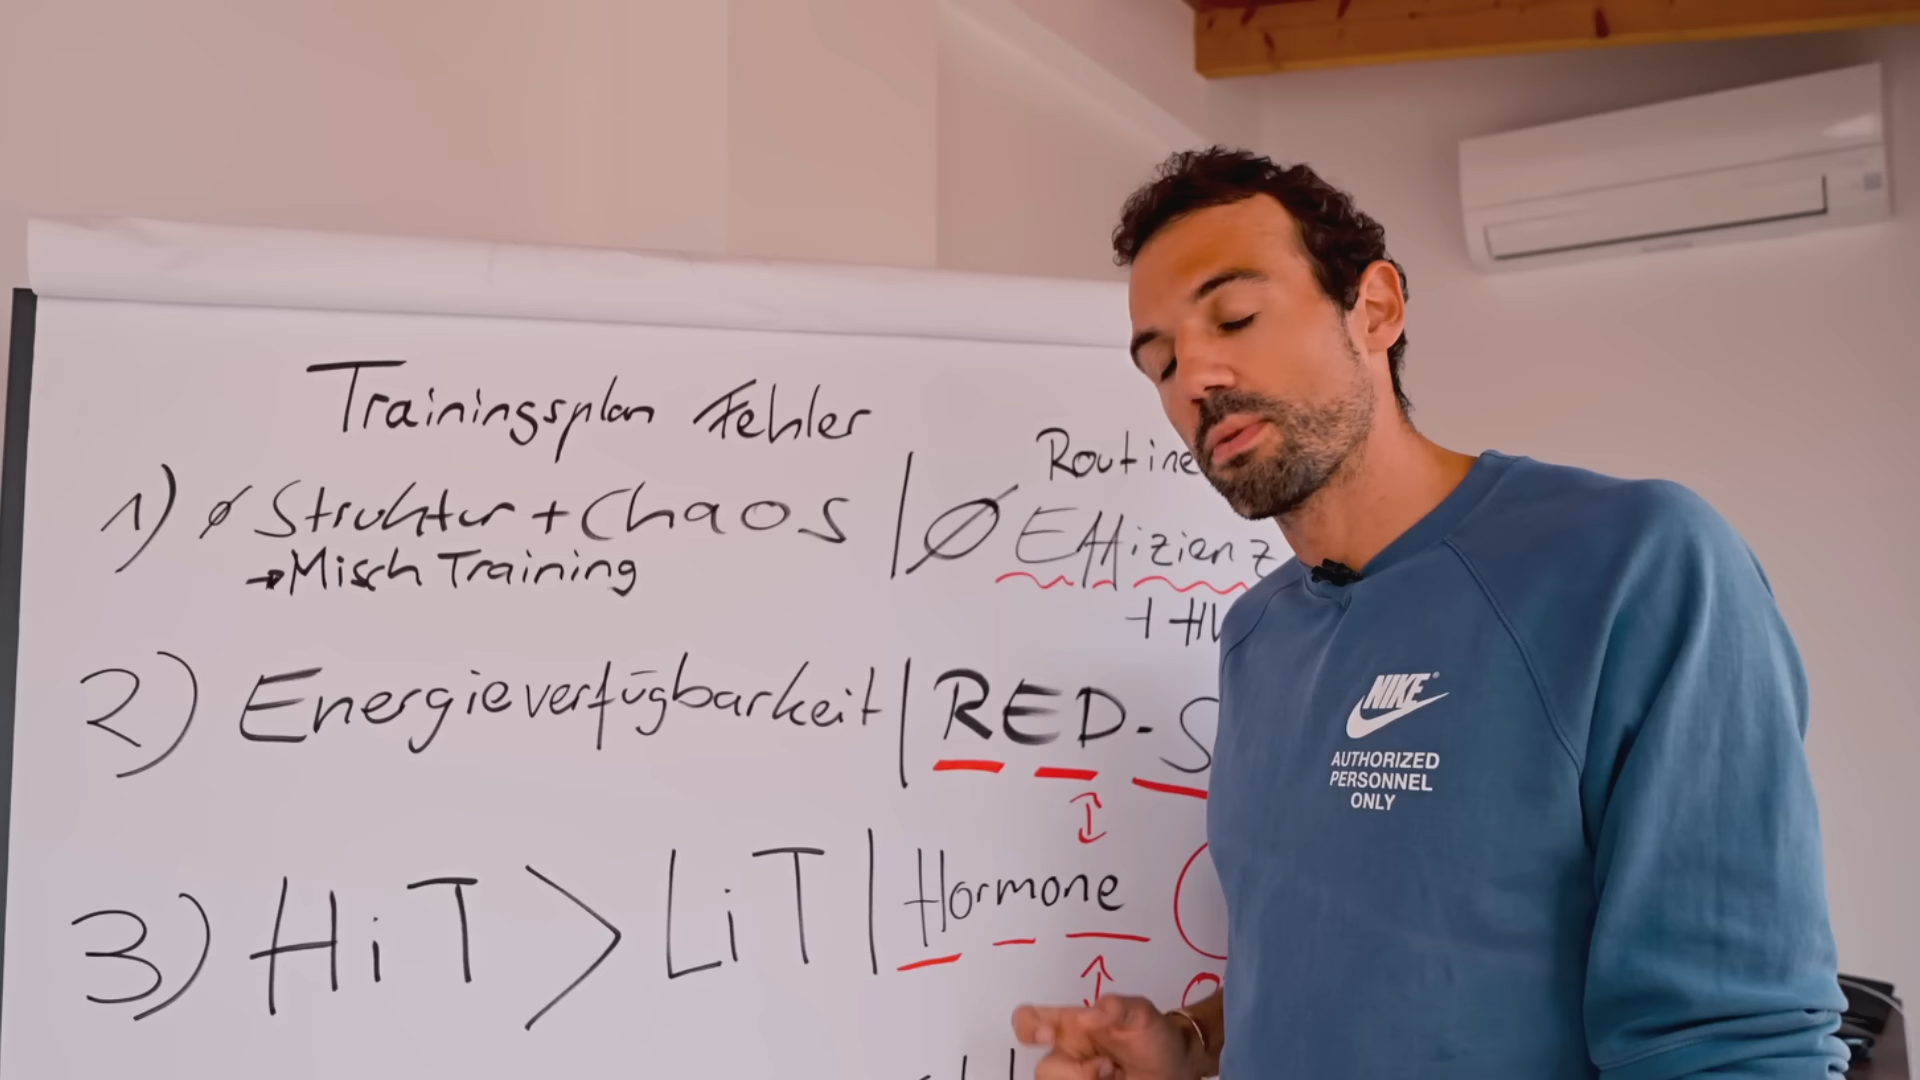 Trainingsplan Fehler
1) ∅ Struktur + Chaos | ∅ Effizienz
→ Misch Training
Routine
+
2) Energieverfügbarkeit | RED-S
3) HiT > LiT | Hormone
NIKE
AUTHORIZED
PERSONNEL
ONLY